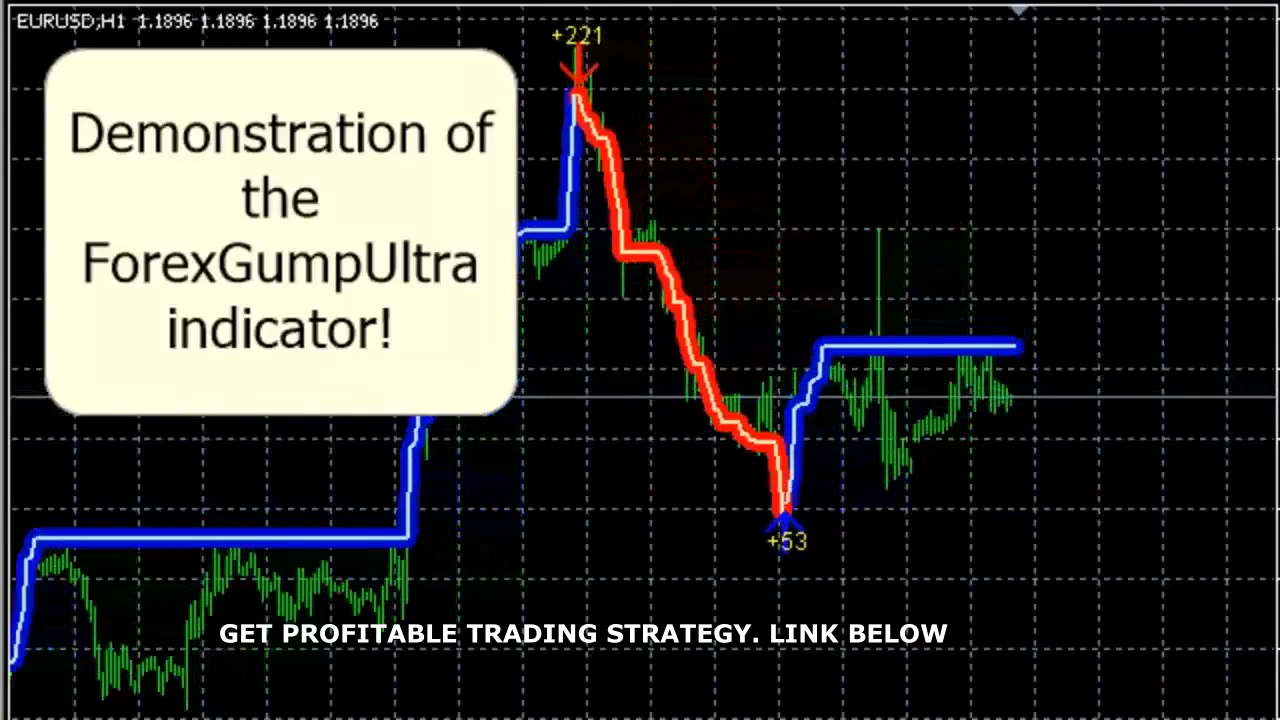 EURUSD,H1 1.1896 1.1896 1.1896 1.1896
+221
Demonstration of
the
ForexGumpUltra
indicator!
+53
GET PROFITABLE TRADING STRATEGY. LINK BELOW